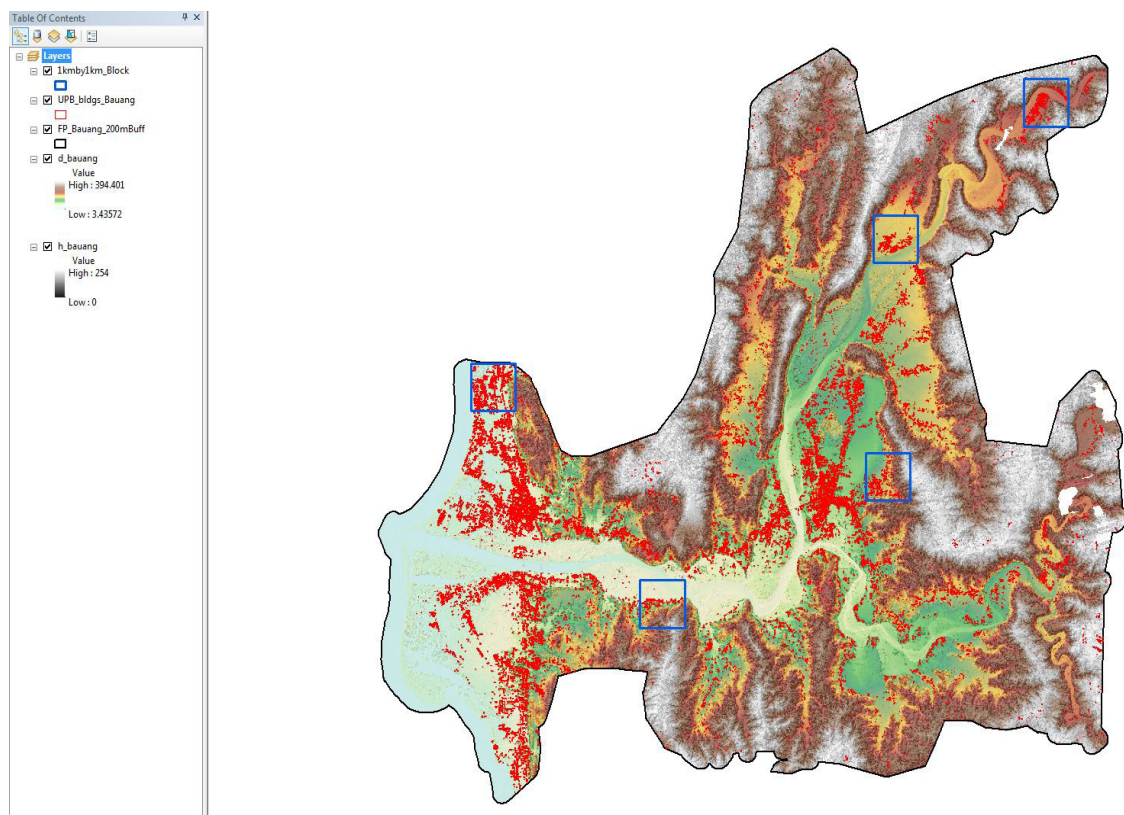 Table Of Contents
Layers
1kmby1km_Block
UPB_bldgs_Bauang
FP_Bauang_200mBuff
d_bauang
Value
High : 394.401
Low : 3.43572
h_bauang
Value
High : 254
Low : 0